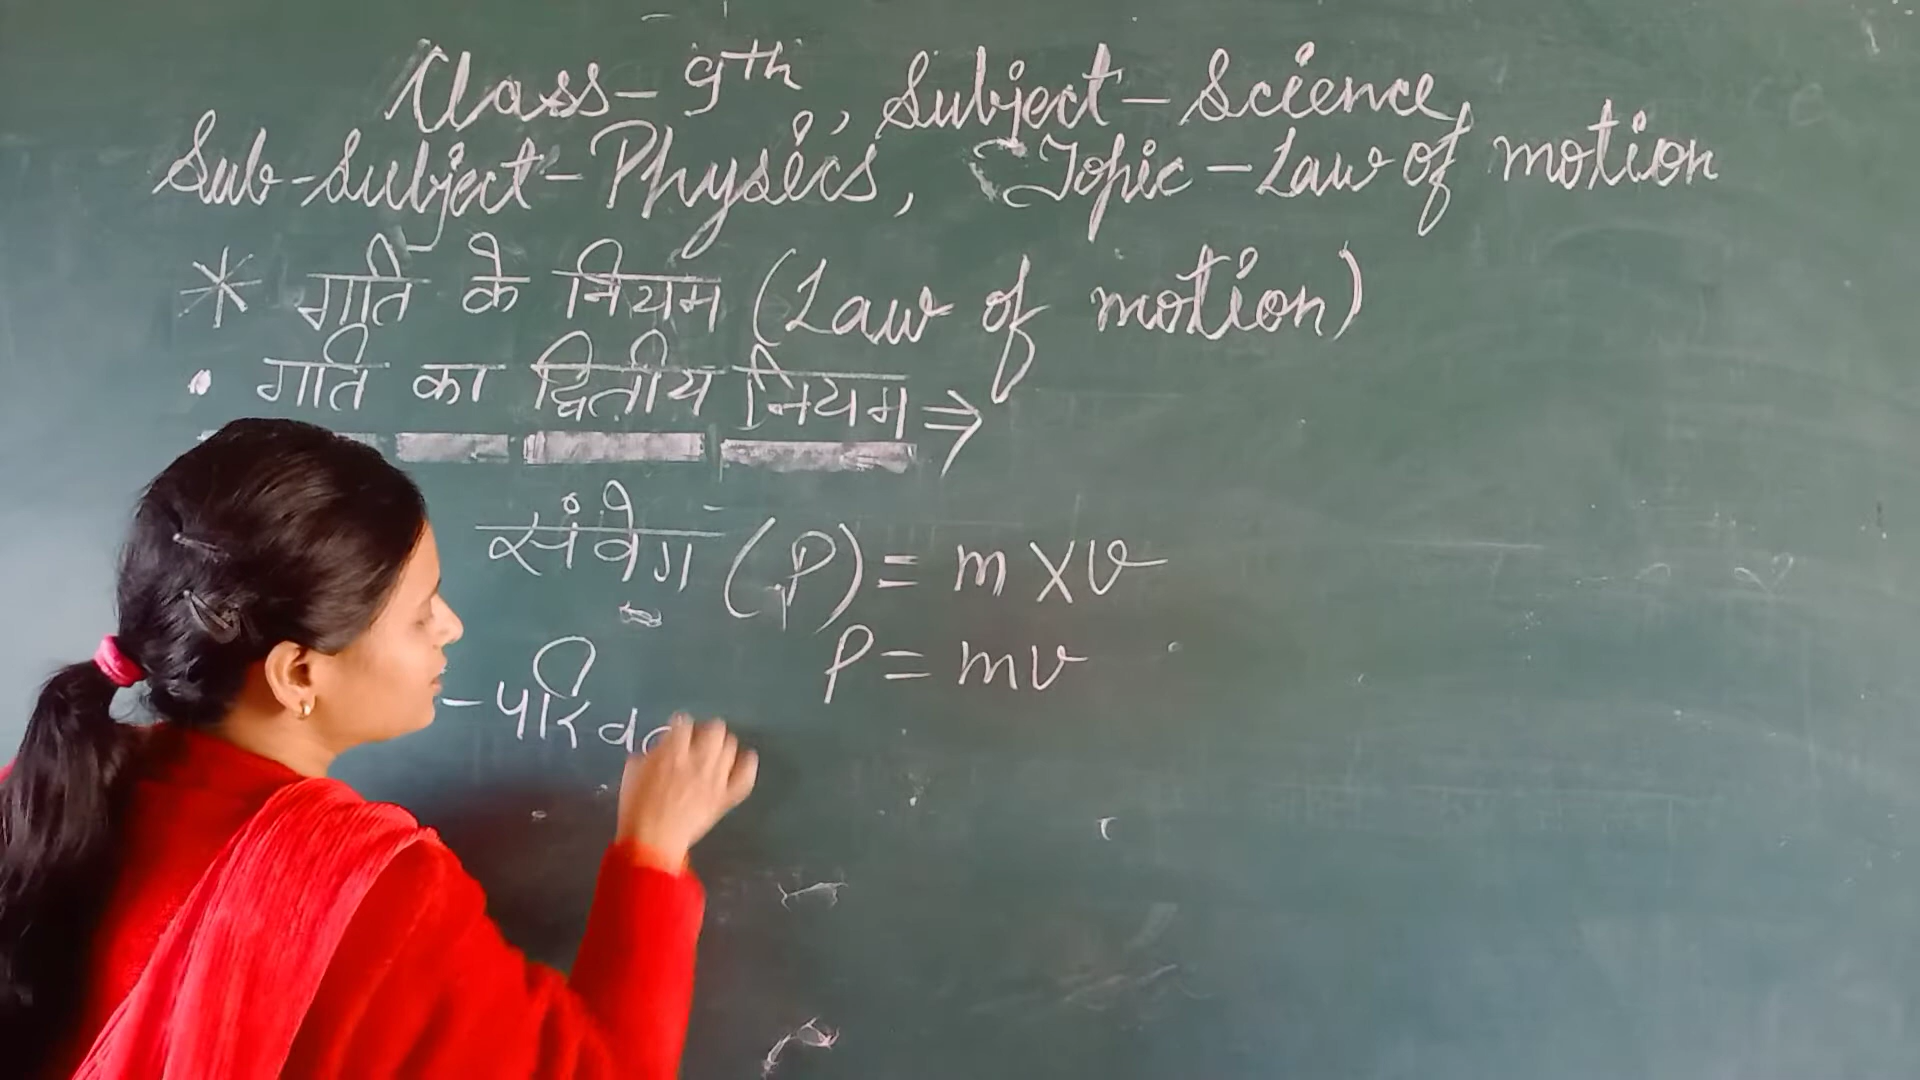 Class- 9th, Subject- Science,
Sub-Subject- Physics, Topic- Law of motion
* गति के नियम (Law of motion)
• गति का द्वितीय नियम ⇒
संवेग (P) = m X v
P = mv
- परिव